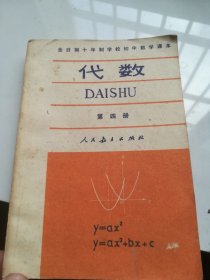 全日制十年制学校初中数学课本
代数
DAISHU
第四册
人民教育出版社
y=ax²
y=ax²+bx+c